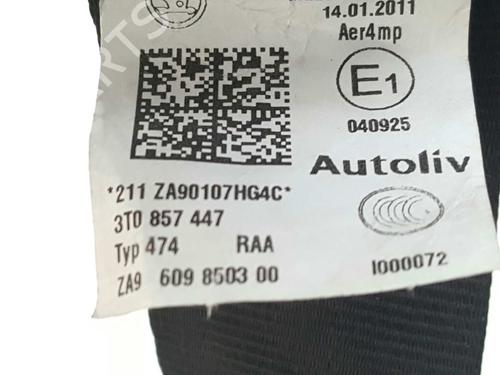 14.01.2011
Aer4mp
E1
040925
Autoliv
*211 ZA90107HG4C*
3T0 857 447
Typ 474 RAA
I000072
ZA9 609 8503 00